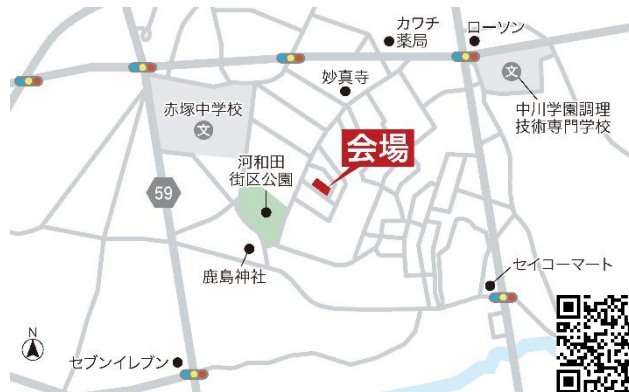 カワチ
薬局
ローソン
妙真寺
文
中川学園調理
技術専門学校
赤塚中学校
文
会場
河和田
街区公園
59
鹿島神社
セイコーマート
N
セブンイレブン